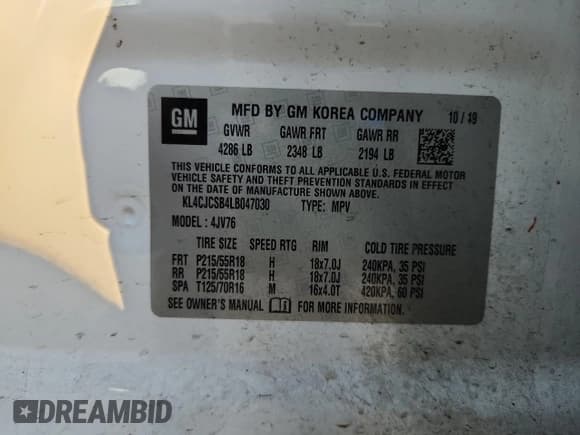 GM
MFD BY GM KOREA COMPANY 10 / 19
GVWR GAWR FRT GAWR RR
4286 LB 2348 LB 2194 LB
THIS VEHICLE CONFORMS TO ALL APPLICABLE U.S. FEDERAL MOTOR
VEHICLE SAFETY AND THEFT PREVENTION STANDARDS IN EFFECT ON
THE DATE OF MANUFACTURE SHOWN ABOVE.
KL4CJCSB4LB047030 TYPE: MPV
MODEL : 4JV76
TIRE SIZE SPEED RTG RIM COLD TIRE PRESSURE
FRT P215/55R18 H 18x7.0J 240KPA, 35 PSI
RR P215/55R18 H 18x7.0J 240KPA, 35 PSI
SPA T125/70R16 M 16x4.0T 420KPA, 60 PSI
SEE OWNER'S MANUAL FOR MORE INFORMATION.
DREAMBID